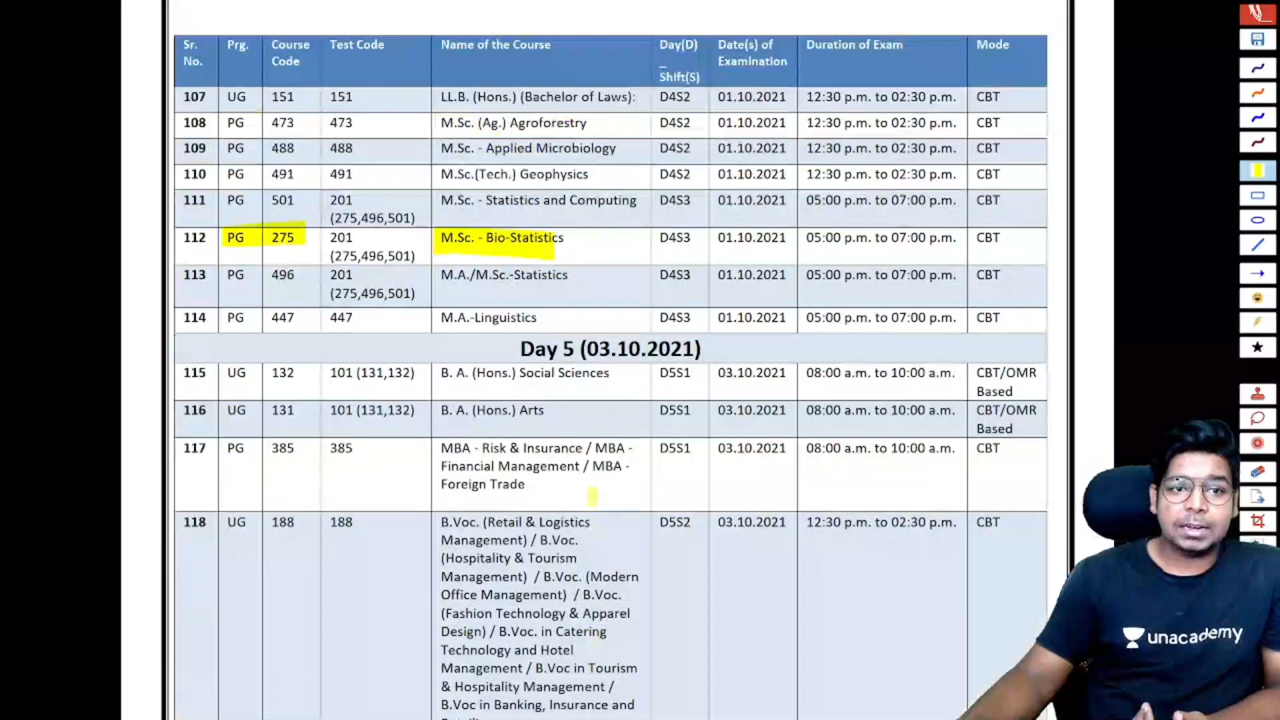 Sr. No. Prg. Course Code Test Code Name of the Course Day(D) _ Shift(S) Date(s) of Examination Duration of Exam Mode
107 UG 151 151 LL.B. (Hons.) (Bachelor of Laws): D4S2 01.10.2021 12:30 p.m. to 02:30 p.m. CBT
108 PG 473 473 M.Sc. (Ag.) Agroforestry D4S2 01.10.2021 12:30 p.m. to 02:30 p.m. CBT
109 PG 488 488 M.Sc. - Applied Microbiology D4S2 01.10.2021 12:30 p.m. to 02:30 p.m. CBT
110 PG 491 491 M.Sc.(Tech.) Geophysics D4S2 01.10.2021 12:30 p.m. to 02:30 p.m. CBT
111 PG 501 201 M.Sc. - Statistics and Computing D4S3 01.10.2021 05:00 p.m. to 07:00 p.m. CBT
(275,496,501)
112 PG 275 201 M.Sc. - Bio-Statistics D4S3 01.10.2021 05:00 p.m. to 07:00 p.m. CBT
(275,496,501)
113 PG 496 201 M.A./M.Sc.-Statistics D4S3 01.10.2021 05:00 p.m. to 07:00 p.m. CBT
(275,496,501)
114 PG 447 447 M.A.-Linguistics D4S3 01.10.2021 05:00 p.m. to 07:00 p.m. CBT
Day 5 (03.10.2021)
115 UG 132 101 (131,132) B. A. (Hons.) Social Sciences D5S1 03.10.2021 08:00 a.m. to 10:00 a.m. CBT/OMR
Based
116 UG 131 101 (131,132) B. A. (Hons.) Arts D5S1 03.10.2021 08:00 a.m. to 10:00 a.m. CBT/OMR
Based
117 PG 385 385 MBA - Risk & Insurance / MBA - D5S1 03.10.2021 08:00 a.m. to 10:00 a.m. CBT
Financial Management / MBA -
Foreign Trade
118 UG 188 188 B.Voc. (Retail & Logistics D5S2 03.10.2021 12:30 p.m. to 02:30 p.m. CBT
Management) / B.Voc.
(Hospitality & Tourism
Management) / B.Voc. (Modern
Office Management) / B.Voc.
(Fashion Technology & Apparel
Design) / B.Voc. in Catering
Technology and Hotel
Management / B.Voc in Tourism
& Hospitality Management /
B.Voc in Banking, Insurance and
unacademy